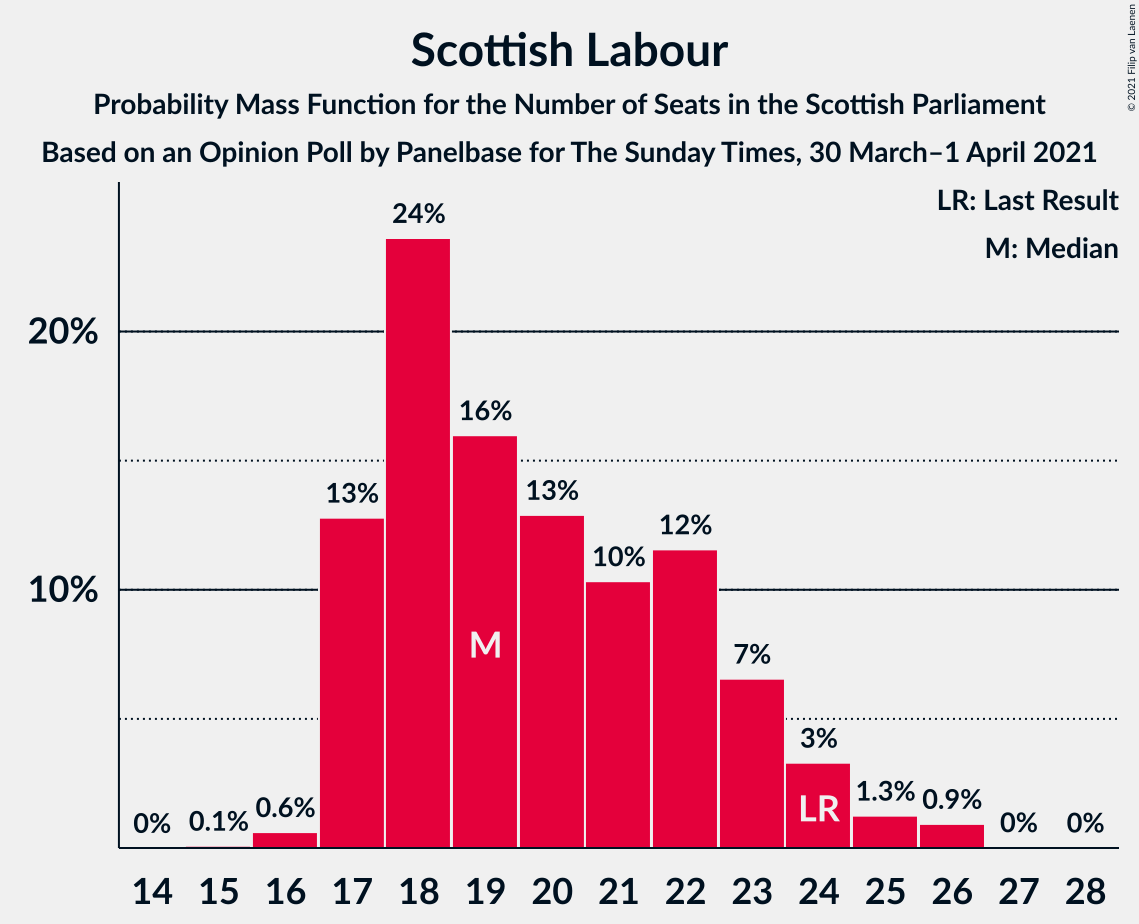 Scottish Labour
Probability Mass Function for the Number of Seats in the Scottish Parliament
Based on an Opinion Poll by Panelbase for The Sunday Times, 30 March–1 April 2021
© 2021 Filip van Laenen
LR: Last Result
M: Median
20%
10%
0%
0.1%
0.6%
13%
24%
16%
13%
10%
12%
7%
3%
1.3%
0.9%
0%
0%
M
LR
14 15 16 17 18 19 20 21 22 23 24 25 26 27 28